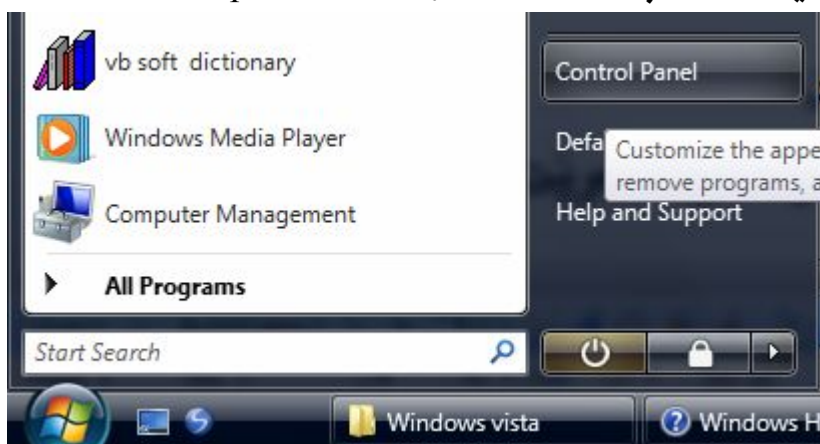 vb soft dictionary
Control Panel
Windows Media Player
Defa
Customize the appe
remove programs, a
Computer Management
Help and Support
All Programs
Start Search
Windows vista
Windows H